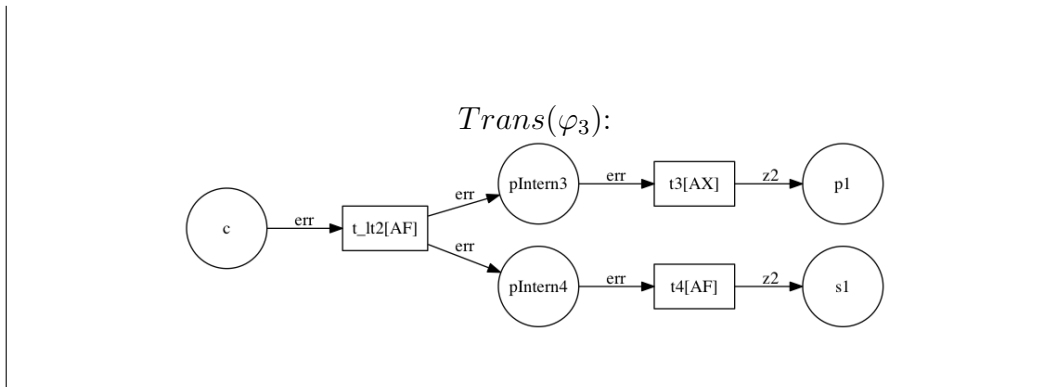 Trans(φ₃):
err pIntern3 err t3[AX] z2 p1
c err t_lt2[AF]
err pIntern4 err t4[AF] z2 s1